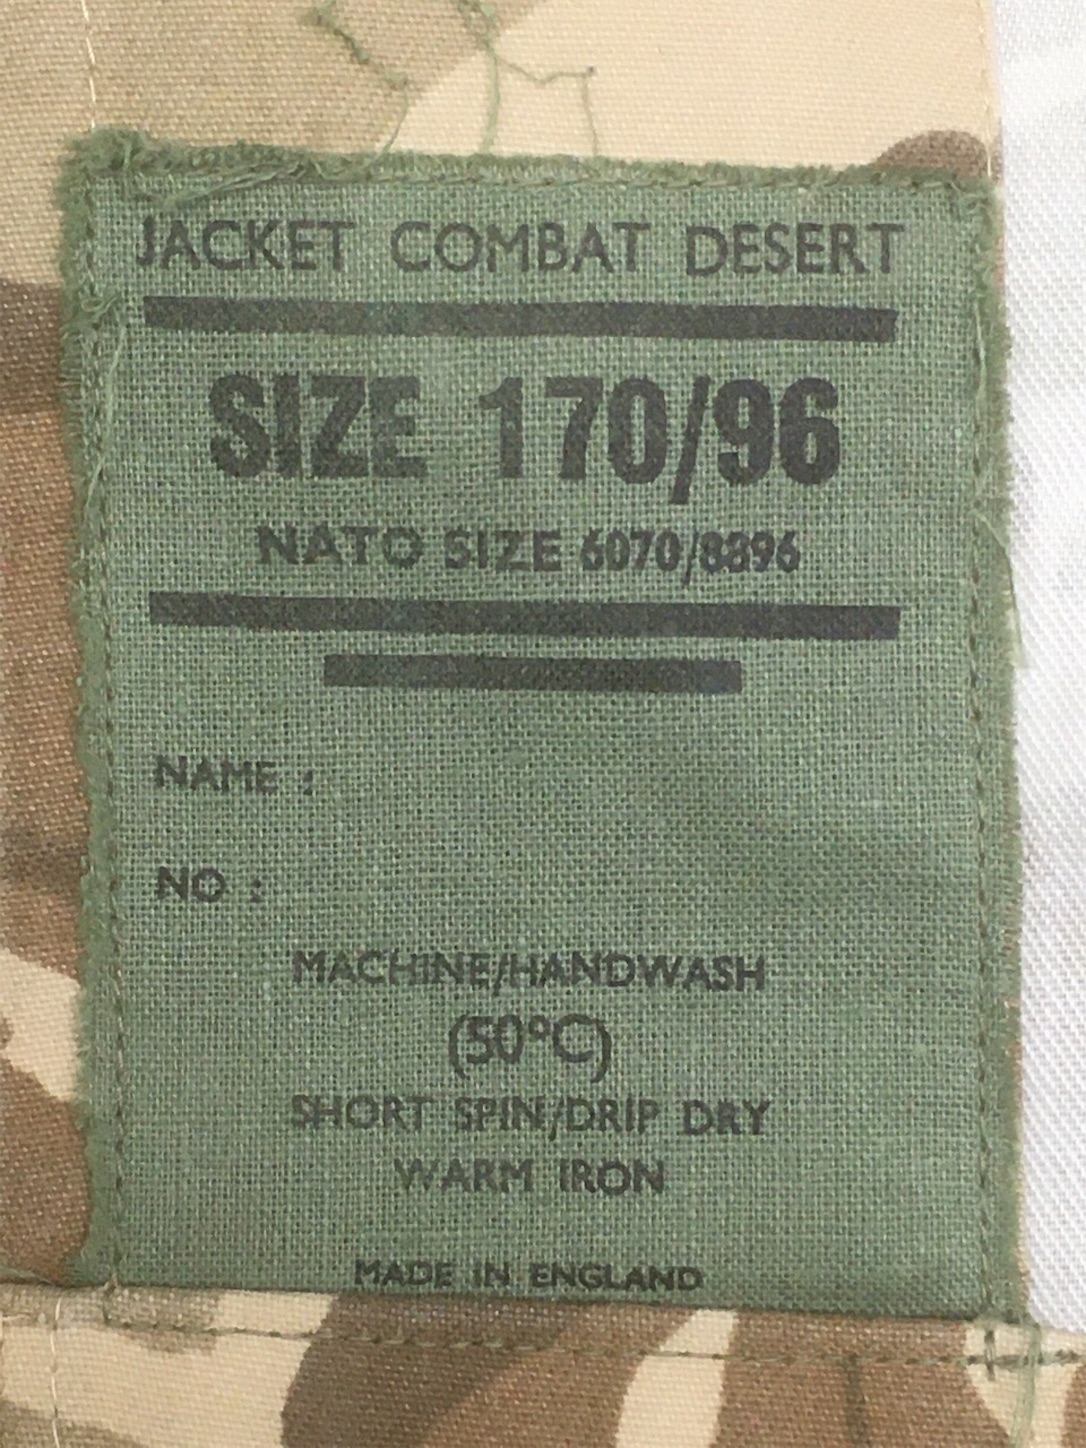 JACKET COMBAT DESERT
SIZE 170/96
NATO SIZE 6070/8896
NAME :
NO :
MACHINE/HANDWASH
(50°C)
SHORT SPIN/DRIP DRY
WARM IRON
MADE IN ENGLAND